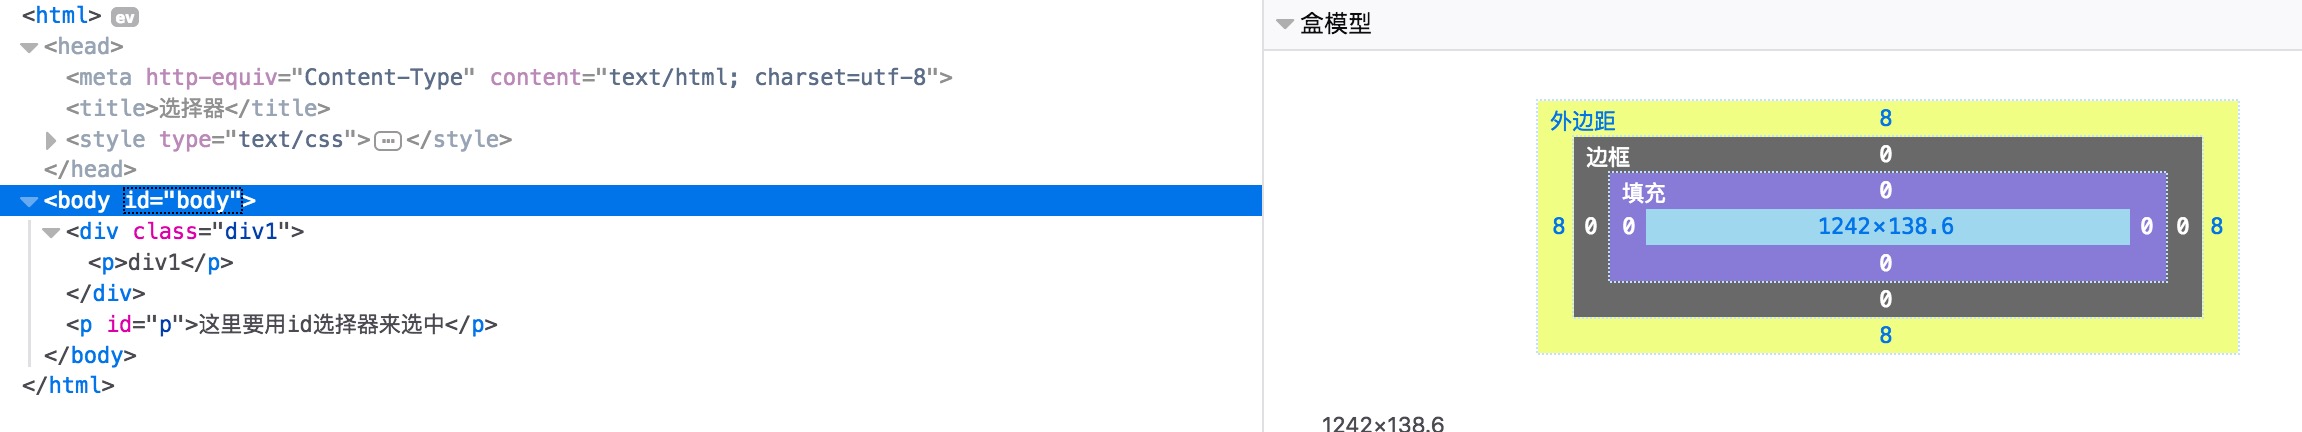 <html> ev
<head>
<meta http-equiv="Content-Type" content="text/html; charset=utf-8">
<title>选择器</title>
<style type="text/css">…</style>
</head>
<body id="body">
<div class="div1">
<p>div1</p>
</div>
<p id="p">这里要用id选择器来选中</p>
</body>
</html>
盒模型
外边距 8
边框 0
填充 0
8 0 0 1242×138.6 0 0 8
0
0
8
1242×138.6